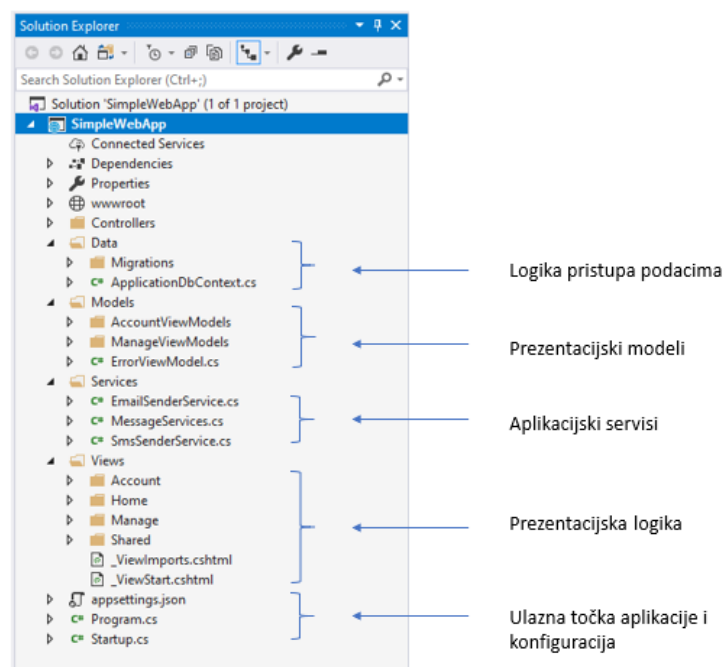 Solution Explorer
Search Solution Explorer (Ctrl+;)
Solution 'SimpleWebApp' (1 of 1 project)
SimpleWebApp
Connected Services
Dependencies
Properties
wwwroot
Controllers
Data
Migrations
C# ApplicationDbContext.cs
Logika pristupa podacima
Models
AccountViewModels
ManageViewModels
C# ErrorViewModel.cs
Prezentacijski modeli
Services
C# EmailSenderService.cs
C# MessageServices.cs
C# SmsSenderService.cs
Aplikacijski servisi
Views
Account
Home
Manage
Shared
_ViewImports.cshtml
_ViewStart.cshtml
Prezentacijska logika
appsettings.json
C# Program.cs
C# Startup.cs
Ulazna točka aplikacije i
konfiguracija